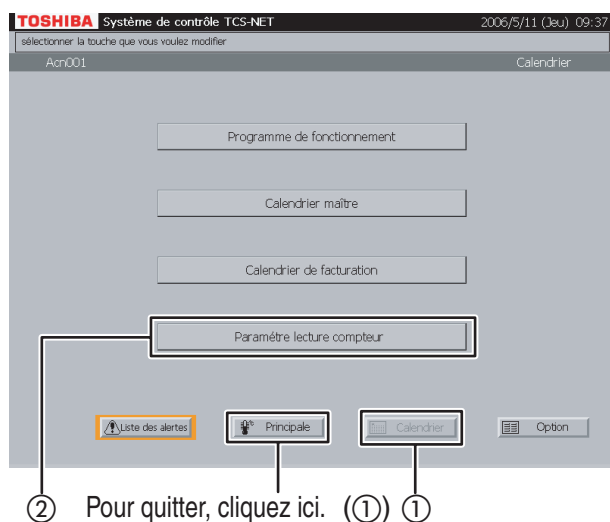 TOSHIBA Système de contrôle TCS-NET 2006/5/11 (Jeu) 09:37
sélectionner la touche que vous voulez modifier
Acn001 Calendrier
Programme de fonctionnement
Calendrier maître
Calendrier de facturation
Paramétre lecture compteur
Liste des alertes Principale Calendrier Option
② Pour quitter, cliquez ici. (①) ①